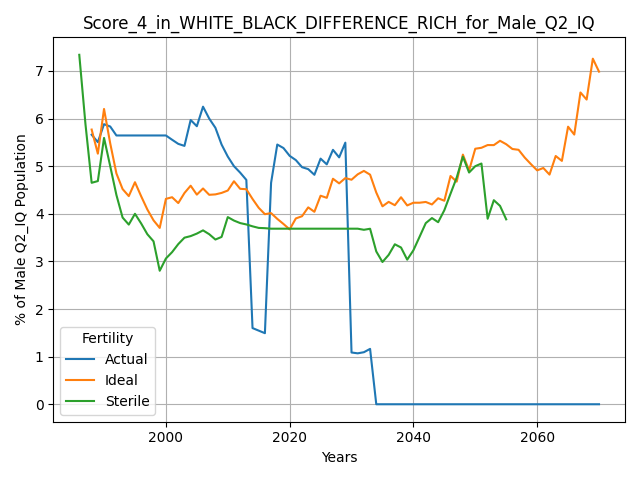 Score_4_in_WHITE_BLACK_DIFFERENCE_RICH_for_Male_Q2_IQ
% of Male Q2_IQ Population
7
6
5
4
3
2
1
0
Fertility
Actual
Ideal
Sterile
2000
2020
2040
2060
Years